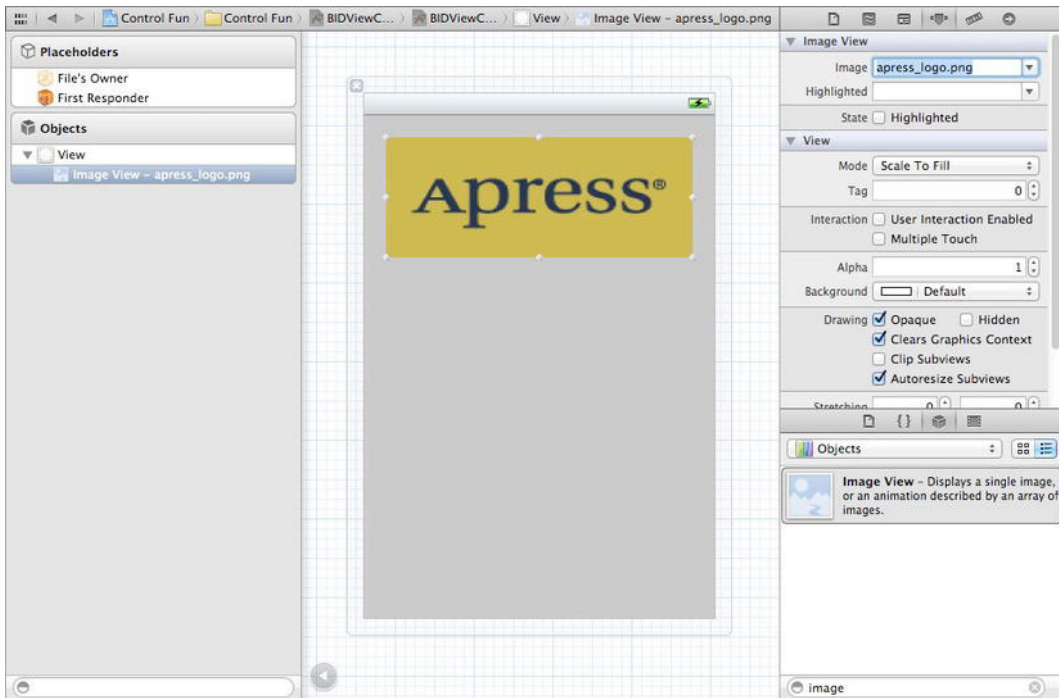 Control Fun
Control Fun
BIDViewC...
BIDViewC...
View
Image View – apress_logo.png
Placeholders
File's Owner
First Responder
Objects
View
Image View – apress_logo.png
Apress®
Image View
Image apress_logo.png
Highlighted
State Highlighted
View
Mode Scale To Fill
Tag 0
Interaction User Interaction Enabled
Multiple Touch
Alpha 1
Background Default
Drawing Opaque Hidden
Clears Graphics Context
Clip Subviews
Autoresize Subviews
Stretching 0 0
{}
Objects
Image View – Displays a single image,
or an animation described by an array of
images.
image